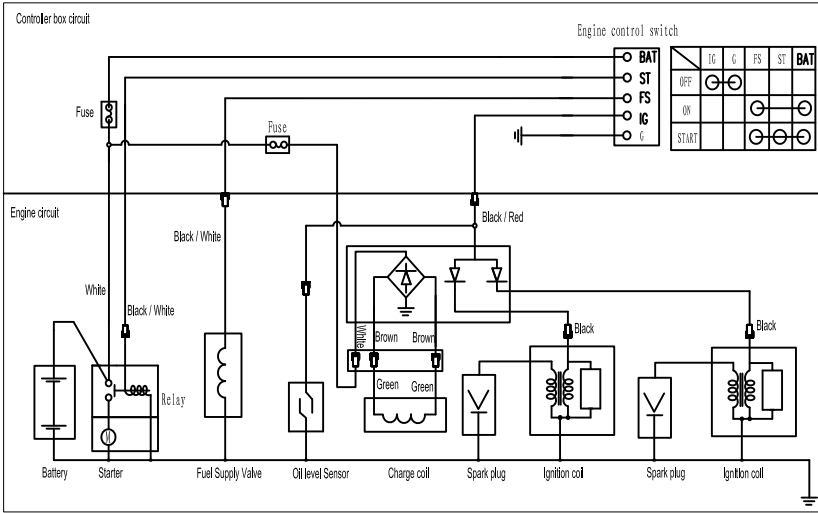 Controller box circuit
Engine control switch
BAT
ST
FS
IG
G
IG G FS ST BAT
OFF
ON
START
Fuse
Fuse
Engine circuit
Black / White
Black / Red
White
Black / White
White
Brown
Brown
Black
Black
Green
Green
Relay
M
Battery
Starter
Fuel Supply Valve
Oil level Sensor
Charge coil
Spark plug
Ignition coil
Spark plug
Ignition coil